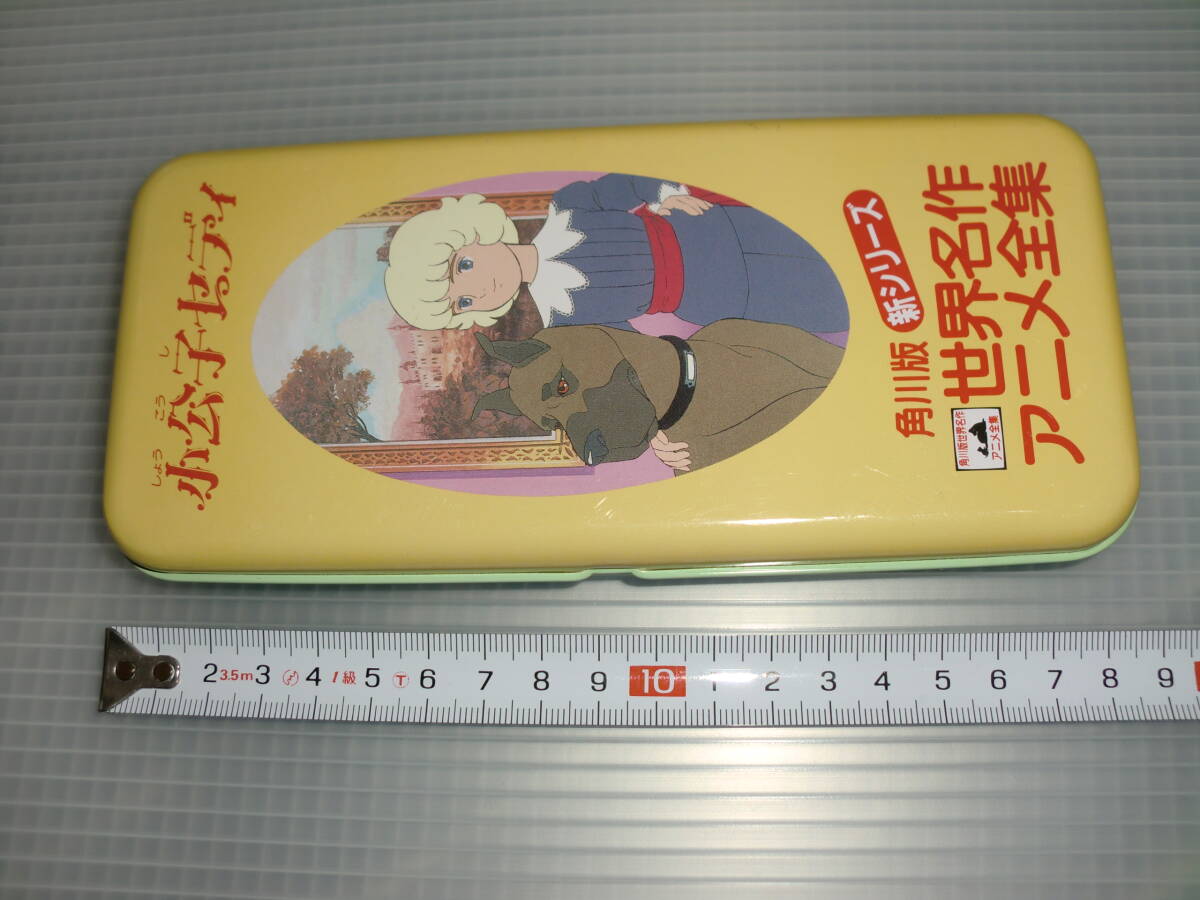 しょう こう し
小公子セディ
角川版 新シリーズ
世界名作
アニメ全集
角川版世界名作
アニメ全集
2 3.5m 3 4 1級 5 T 6 7 8 9 10 1 2 3 4 5 6 7 8 9